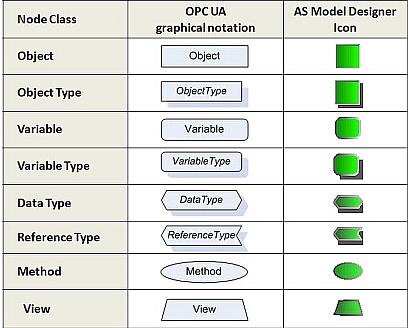 Node Class
OPC UA
graphical notation
AS Model Designer
Icon
Object
Object
Object Type
ObjectType
Variable
Variable
Variable Type
VariableType
Data Type
DataType
Reference Type
ReferenceType
Method
Method
View
View